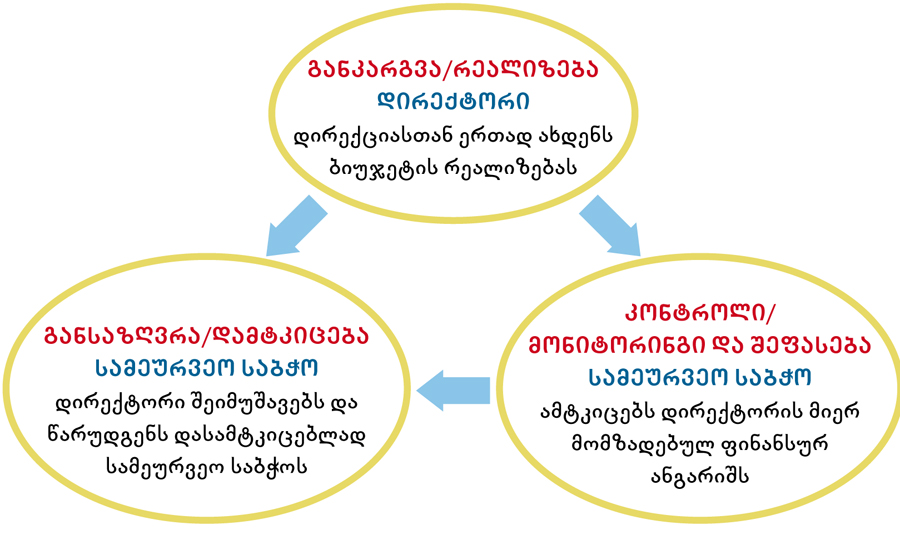 განკარგვა/რეალიზება
დირექტორი
დირექციასთან ერთად ახდენს
ბიუჯეტის რეალიზებას
განსაზღვრა/დამტკიცება
სამეურვეო საბჭო
დირექტორი შეიმუშავებს და
წარუდგენს დასამტკიცებლად
სამეურვეო საბჭოს
კონტროლი/
მონიტორინგი და შეფასება
სამეურვეო საბჭო
ამტკიცებს დირექტორის მიერ
მომზადებულ ფინანსურ
ანგარიშს